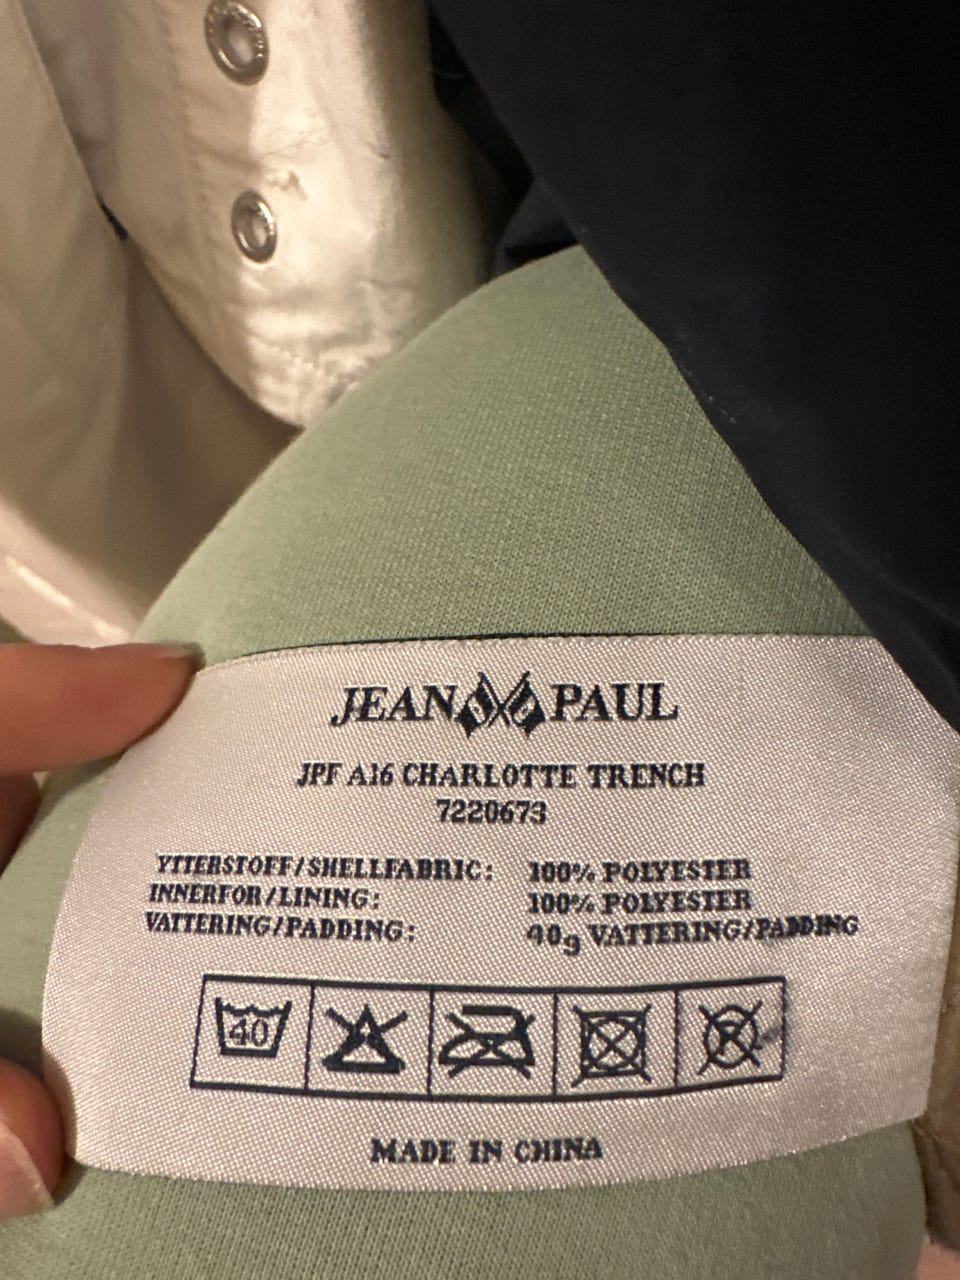 JEAN PAUL
JPF A16 CHARLOTTE TRENCH
7220673
YTTERSTOFF/SHELLFABRIC: 100% POLYESTER
INNERFOR/LINING: 100% POLYESTER
VATTERING/PADDING: 90g VATTERING/PADDING
40
MADE IN CHINA